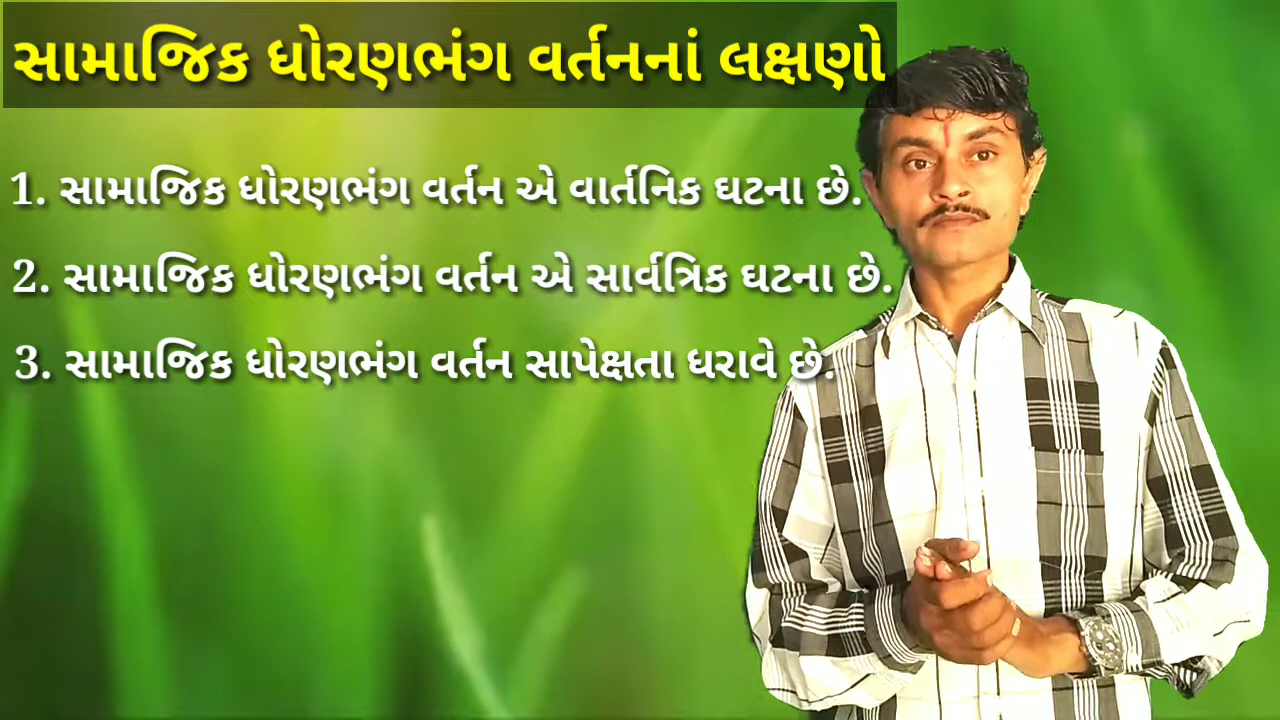 સામાજિક ધોરણભંગ વર્તનનાં લક્ષણો
1. સામાજિક ધોરણભંગ વર્તન એ વાર્તનિક ઘટના છે.
2. સામાજિક ધોરણભંગ વર્તન એ સાર્વત્રિક ઘટના છે.
3. સામાજિક ધોરણભંગ વર્તન સાપેક્ષતા ધરાવે છે.